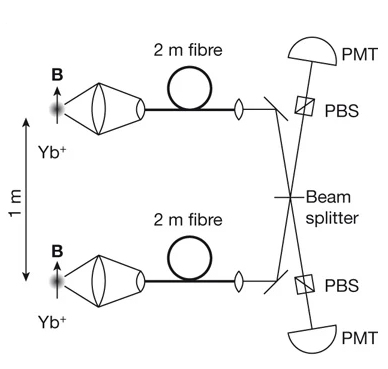 2 m fibre
PMT
B
PBS
Yb⁺
1 m
Beam
splitter
2 m fibre
B
PBS
Yb⁺
PMT